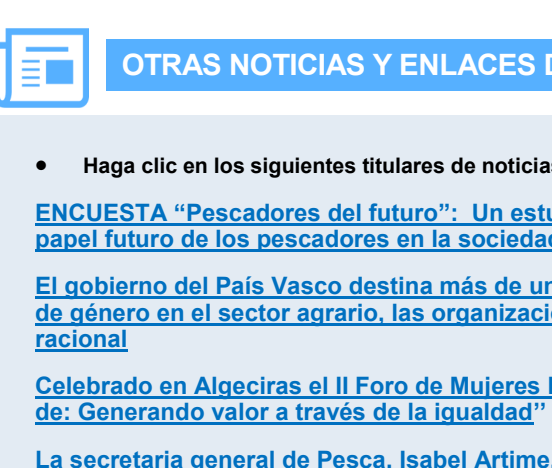 OTRAS NOTICIAS Y ENLACES
• Haga clic en los siguientes titulares de noticias
ENCUESTA “Pescadores del futuro”: Un
papel futuro de los pescadores en la sociedad
El gobierno del País Vasco destina más de
de género en el sector agrario, las
racional
Celebrado en Algeciras el II Foro de Mujeres
de: Generando valor a través de la igualdad’’
La secretaria general de Pesca, Isabel Artime,